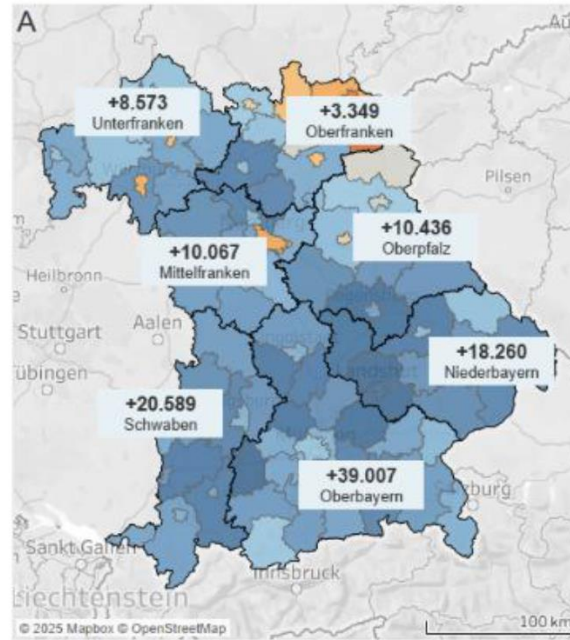 A
+8.573
Unterfranken
+3.349
Oberfranken
Pilsen
+10.436
Oberpfalz
+10.067
Mittelfranken
Heilbronn
Aalen
Stuttgart
+18.260
Niederbayern
+20.589
Schwaben
+39.007
Oberbayern
Sankt Gallen
Innsbruck
Liechtenstein
© 2025 Mapbox © OpenStreetMap
100 km